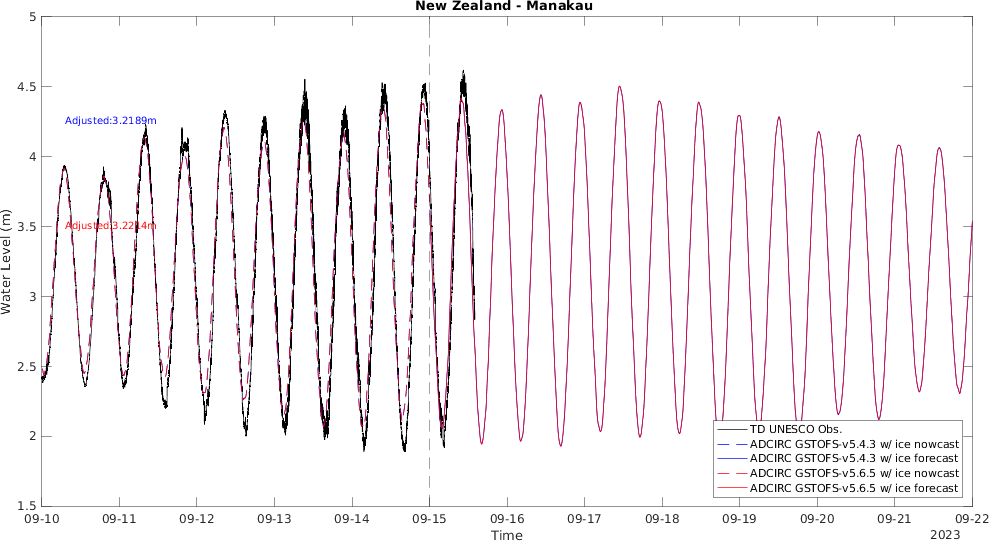 New Zealand - Manakau
5
4.5
4
3.5
3
2.5
2
1.5
Water Level (m)
Adjusted:3.2189m
Adjusted:3.2214m
TD UNESCO Obs.
ADCIRC GSTOFS-v5.4.3 w/ ice nowcast
ADCIRC GSTOFS-v5.4.3 w/ ice forecast
ADCIRC GSTOFS-v5.6.5 w/ ice nowcast
ADCIRC GSTOFS-v5.6.5 w/ ice forecast
09-10 09-11 09-12 09-13 09-14 09-15 09-16 09-17 09-18 09-19 09-20 09-21 09-22
Time
2023